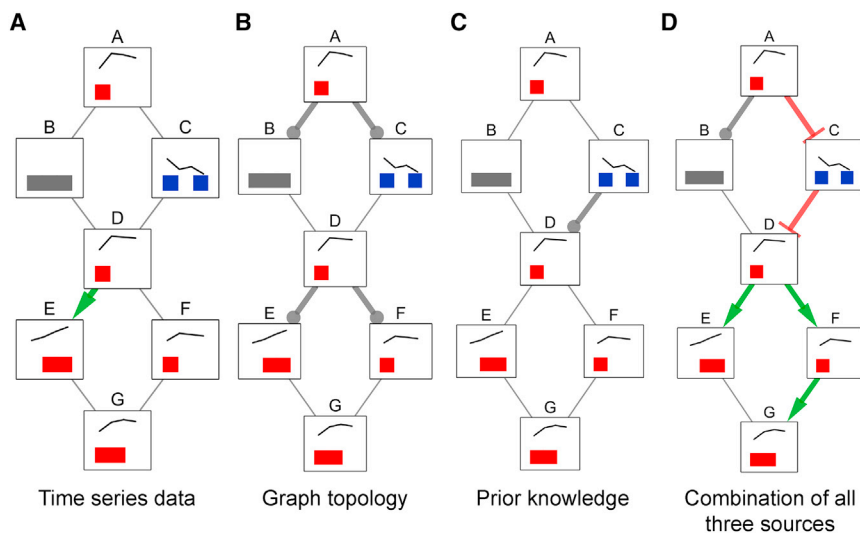 A B C D
A A A A
B C B C B C B C
D D D D
E F E F E F E F
G G G G
Time series data
Graph topology
Prior knowledge
Combination of all
three sources